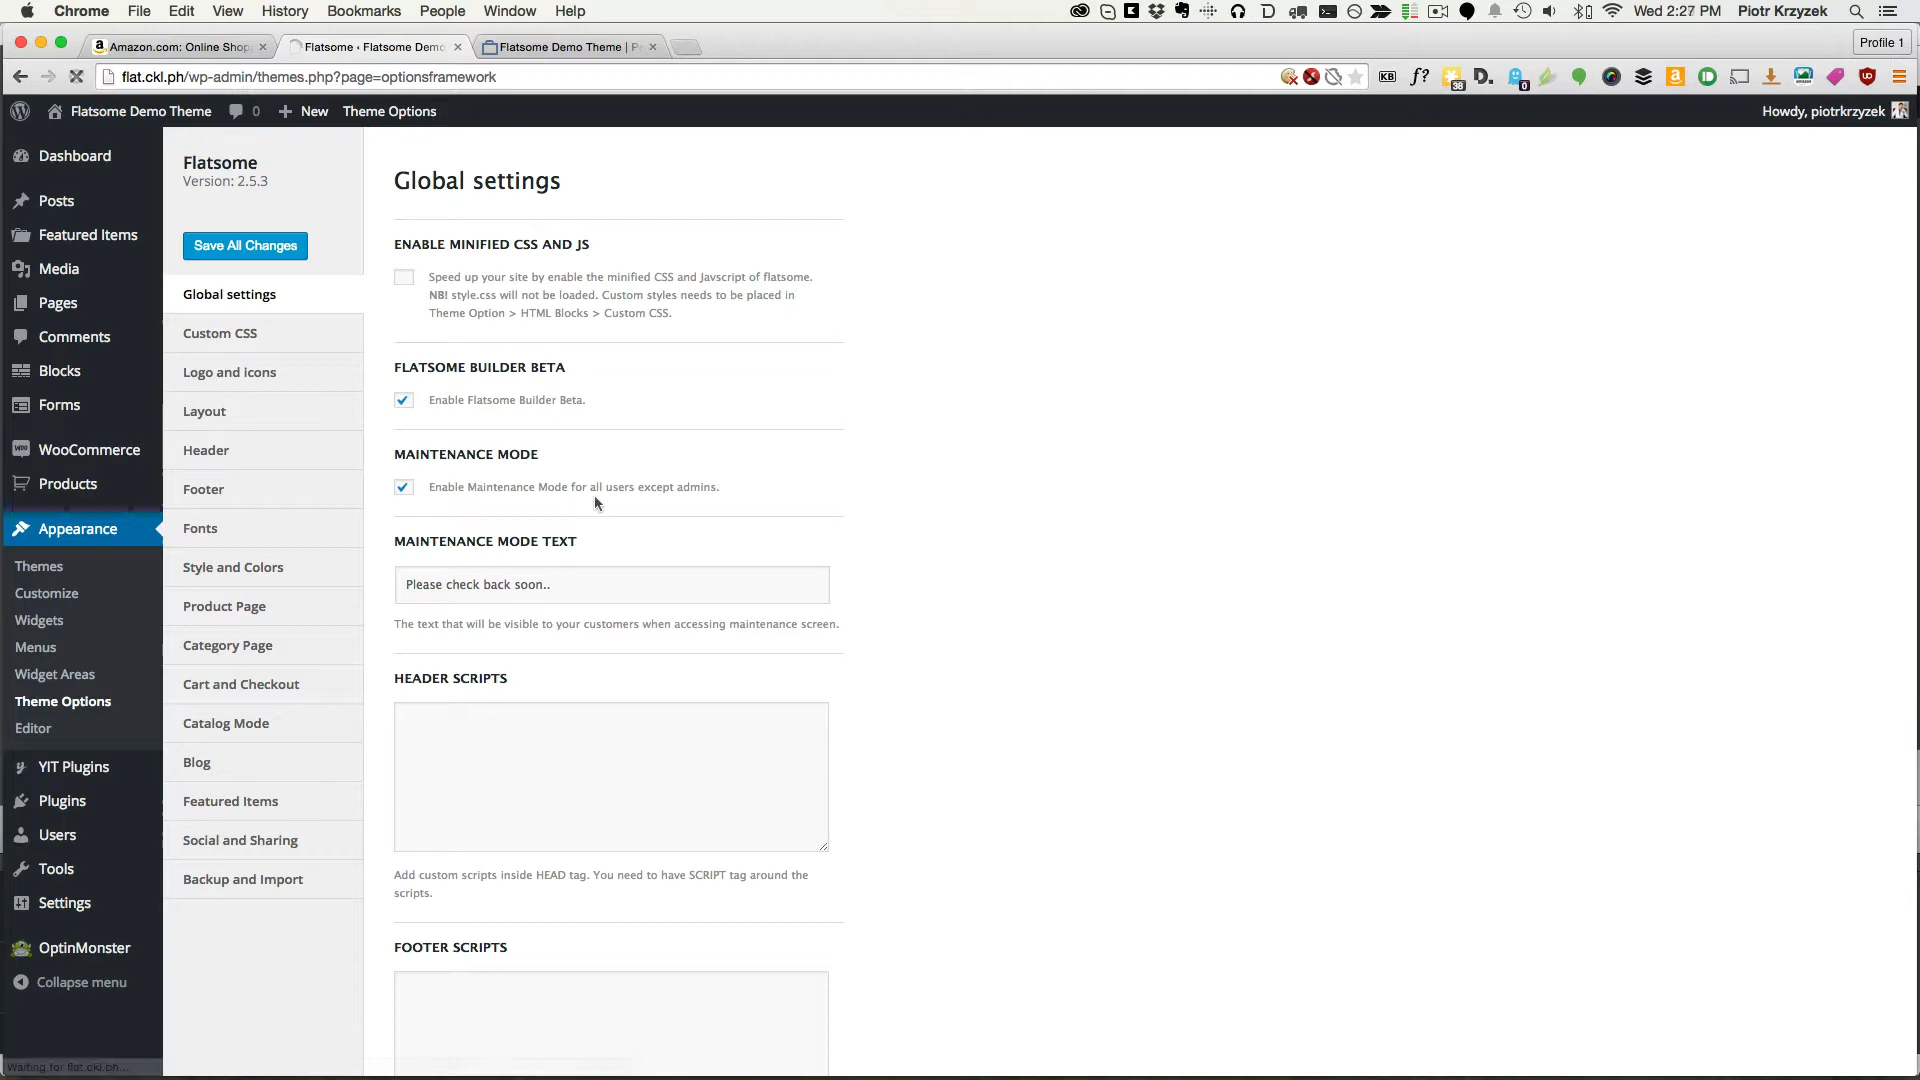 Chrome File Edit View History Bookmarks People Window Help
Wed 2:27 PM Piotr Krzyzek
Amazon.com: Online Shop
Flatsome ‹ Flatsome Demo
Flatsome Demo Theme | P
Profile 1
flat.ckl.ph/wp-admin/themes.php?page=optionsframework
KB
f?
38
D.
0
Flatsome Demo Theme 0 New Theme Options
Howdy, piotrkrzyzek
Dashboard
Posts
Featured Items
Media
Pages
Comments
Blocks
Forms
WooCommerce
Products
Appearance
Themes
Customize
Widgets
Menus
Widget Areas
Theme Options
Editor
YIT Plugins
Plugins
Users
Tools
Settings
OptinMonster
Collapse menu
Waiting for flat.ckl.ph...
Flatsome
Version: 2.5.3
Save All Changes
Global settings
Custom CSS
Logo and icons
Layout
Header
Footer
Fonts
Style and Colors
Product Page
Category Page
Cart and Checkout
Catalog Mode
Blog
Featured Items
Social and Sharing
Backup and Import
Global settings
ENABLE MINIFIED CSS AND JS
Speed up your site by enable the minified CSS and Javscript of flatsome.
NB! style.css will not be loaded. Custom styles needs to be placed in
Theme Option > HTML Blocks > Custom CSS.
FLATSOME BUILDER BETA
Enable Flatsome Builder Beta.
MAINTENANCE MODE
Enable Maintenance Mode for all users except admins.
MAINTENANCE MODE TEXT
Please check back soon..
The text that will be visible to your customers when accessing maintenance screen.
HEADER SCRIPTS
Add custom scripts inside HEAD tag. You need to have SCRIPT tag around the
scripts.
FOOTER SCRIPTS